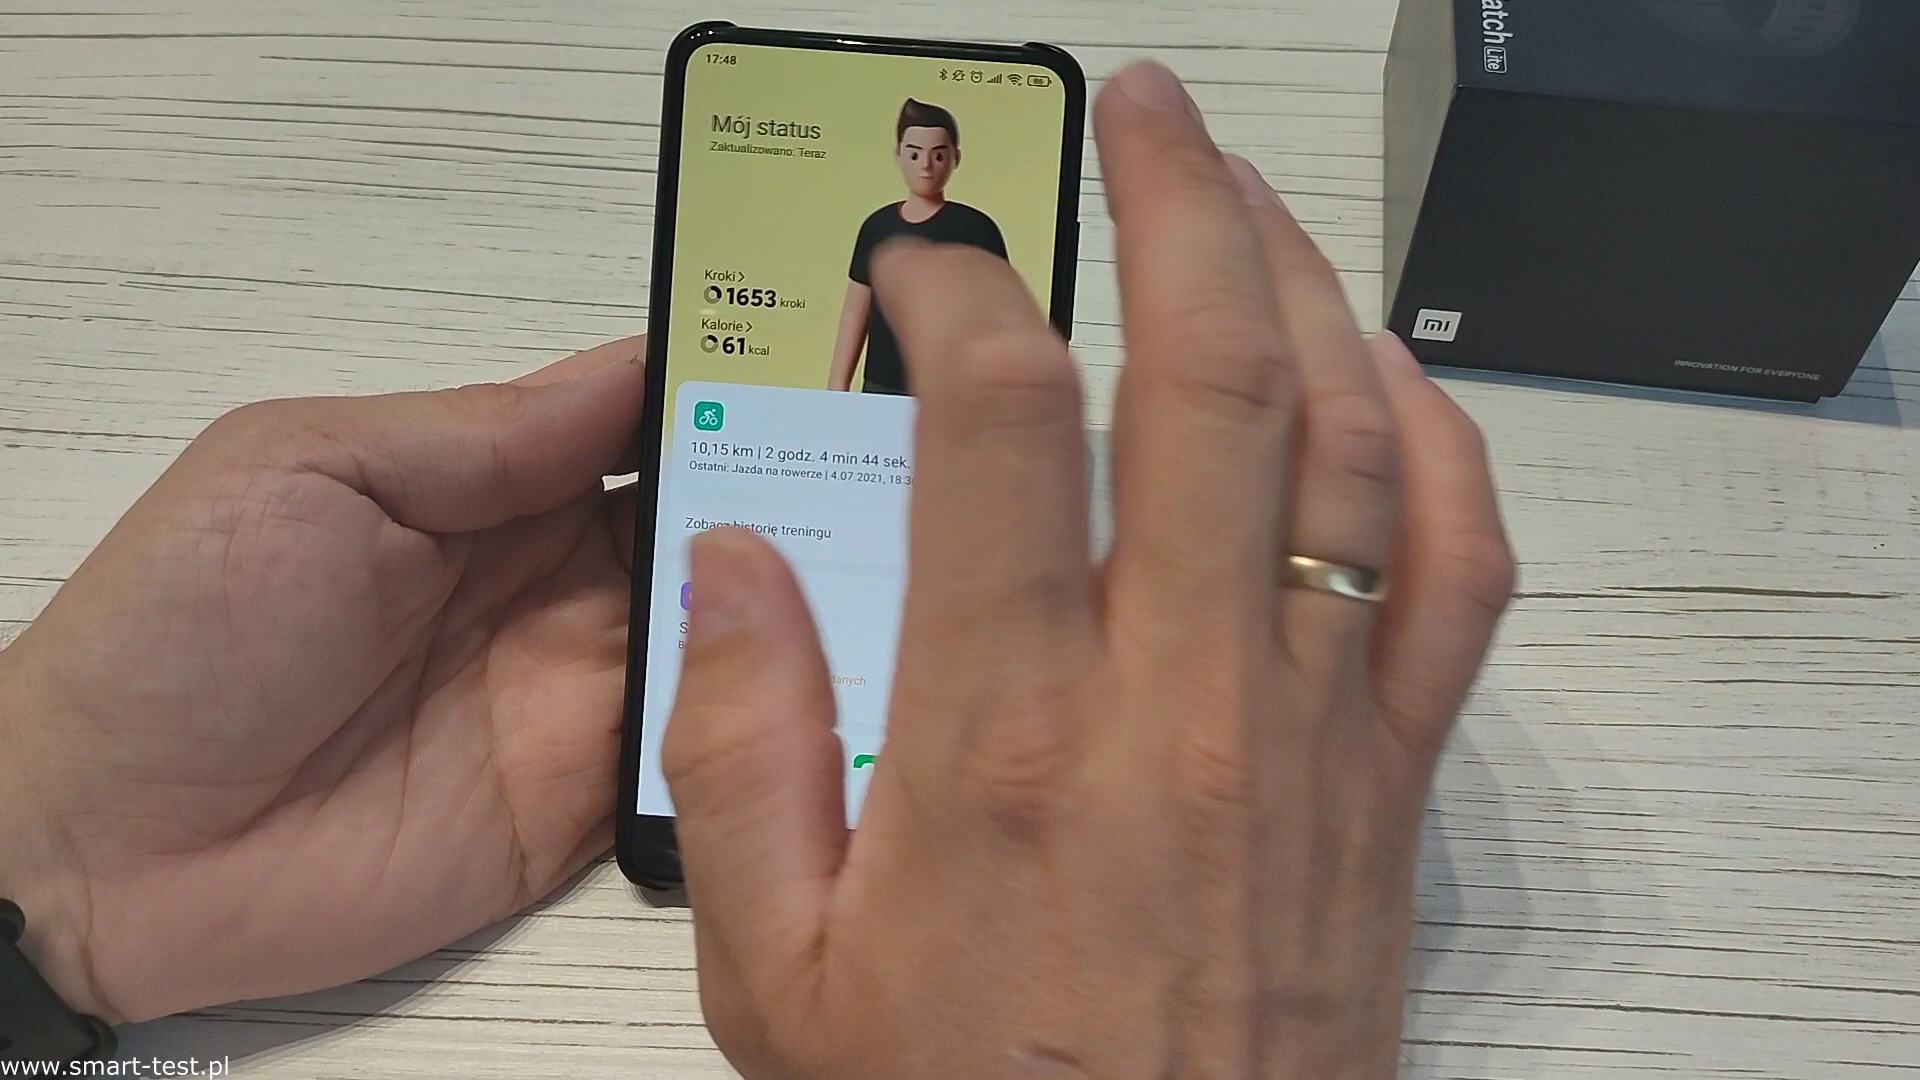 17:48
86
Mój status
Zaktualizowano: Teraz
Kroki >
1653 kroki
Kalorie >
61 kcal
10,15 km | 2 godz. 4 min 44 sek.
Ostatni: Jazda na rowerze | 4.07.2021, 18:3
Zobacz historię treningu
S
B
danych
atch Lite
mi
INNOVATION FOR EVERYONE
www.smart-test.pl